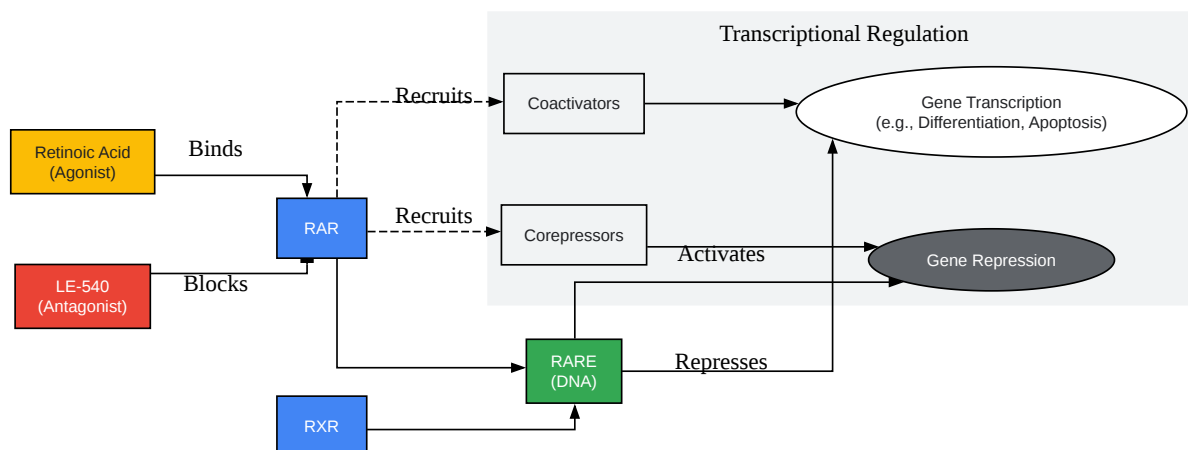 Transcriptional Regulation
Recruits
Coactivators
Gene Transcription
(e.g., Differentiation, Apoptosis)
Retinoic Acid
(Agonist)
Binds
RAR
Recruits
Corepressors
Activates
Gene Repression
LE-540
(Antagonist)
Blocks
RARE
(DNA)
Represses
RXR